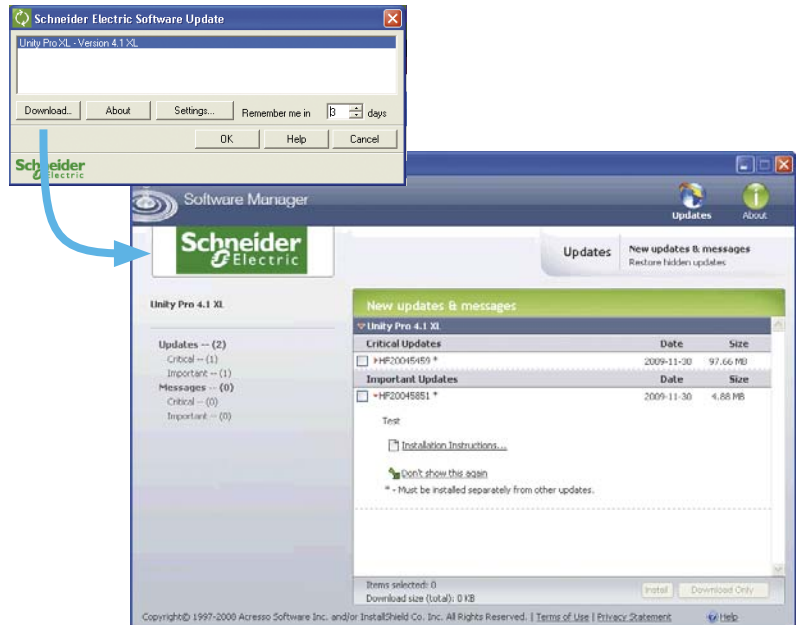 Schneider Electric Software Update
Unity Pro XL - Version 4.1 XL
Download... About Settings... Remember me in 3 days
OK Help Cancel
Schneider
Electric
Software Manager
Updates About
Schneider
Electric
Updates
New updates & messages
Restore hidden updates
Unity Pro 4.1 XL
Updates -- (2)
Critical -- (1)
Important -- (1)
Messages -- (0)
Critical -- (0)
Important -- (0)
New updates & messages
Unity Pro 4.1 XL
Critical Updates Date Size
HF20045459 * 2009-11-30 97.66 MB
Important Updates Date Size
HF20045851 * 2009-11-30 4.88 MB
Test
Installation Instructions...
Don't show this again
* - Must be installed separately from other updates.
Items selected: 0
Download size (total): 0 KB
Install Download Only
Copyright© 1997-2008 Acresso Software Inc. and/or InstallShield Co. Inc. All Rights Reserved. | Terms of Use | Privacy Statement Help